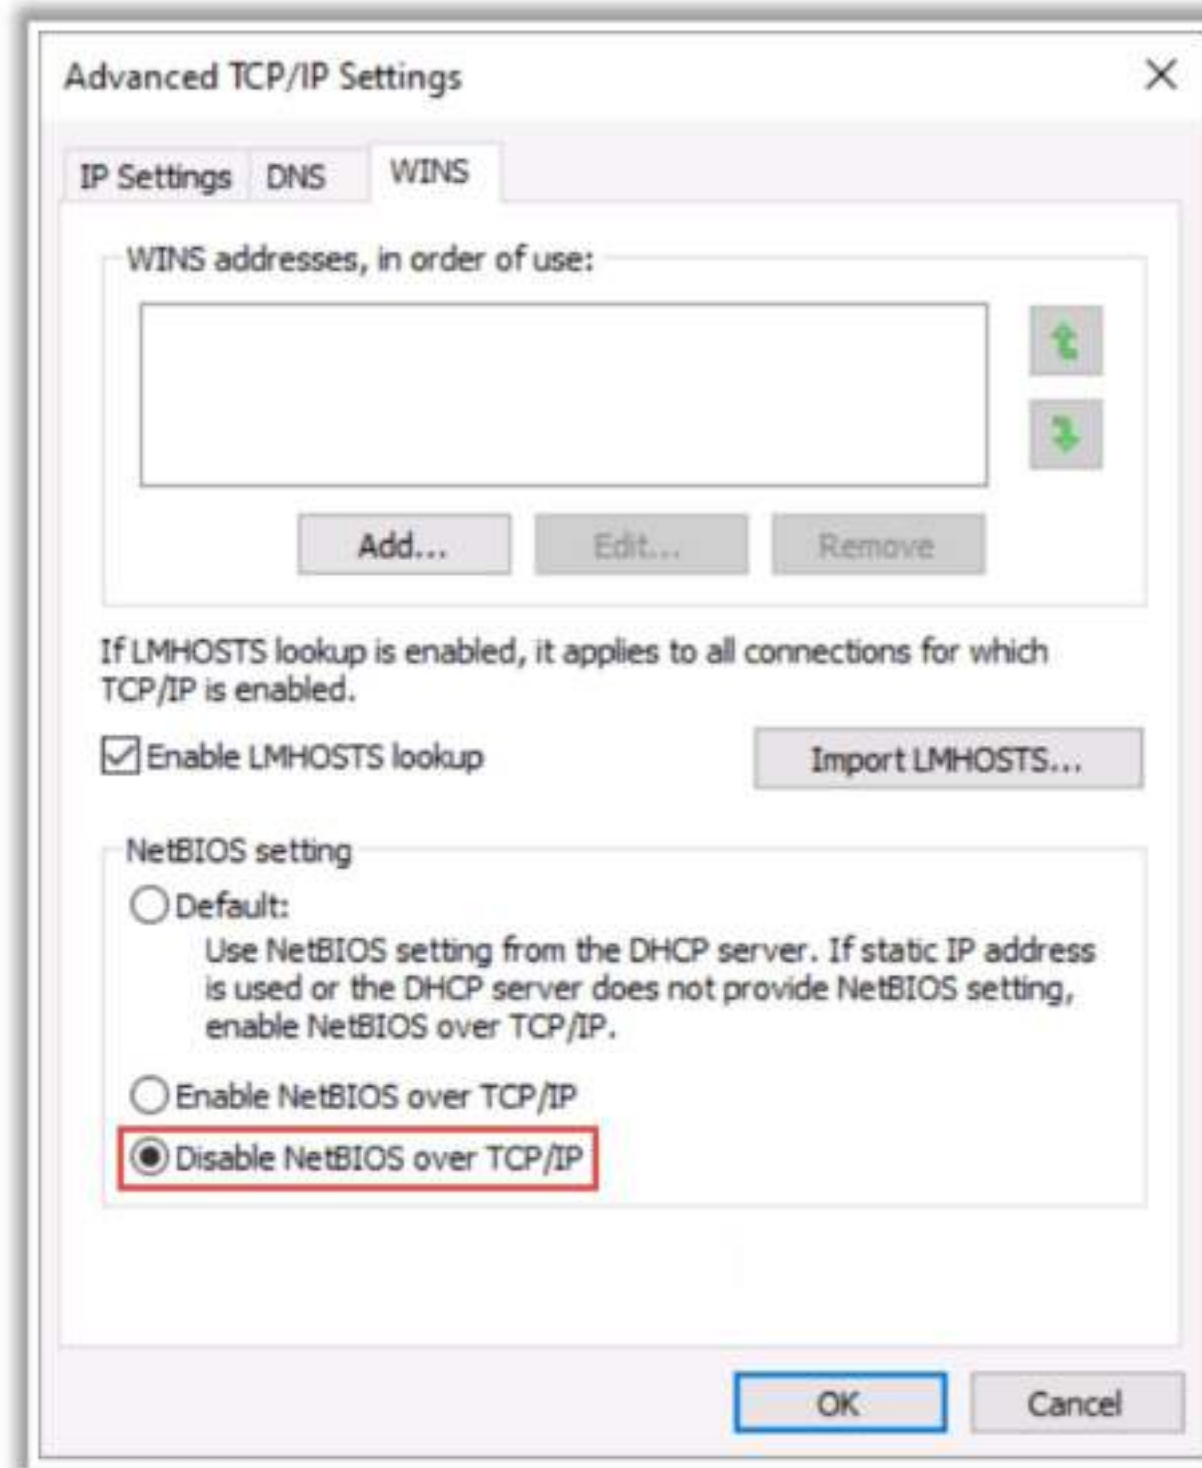 Advanced TCP/IP Settings
IP Settings DNS WINS
WINS addresses, in order of use:
Add... Edit... Remove
If LMHOSTS lookup is enabled, it applies to all connections for which
TCP/IP is enabled.
Enable LMHOSTS lookup Import LMHOSTS...
NetBIOS setting
Default:
Use NetBIOS setting from the DHCP server. If static IP address
is used or the DHCP server does not provide NetBIOS setting,
enable NetBIOS over TCP/IP.
Enable NetBIOS over TCP/IP
Disable NetBIOS over TCP/IP
OK Cancel